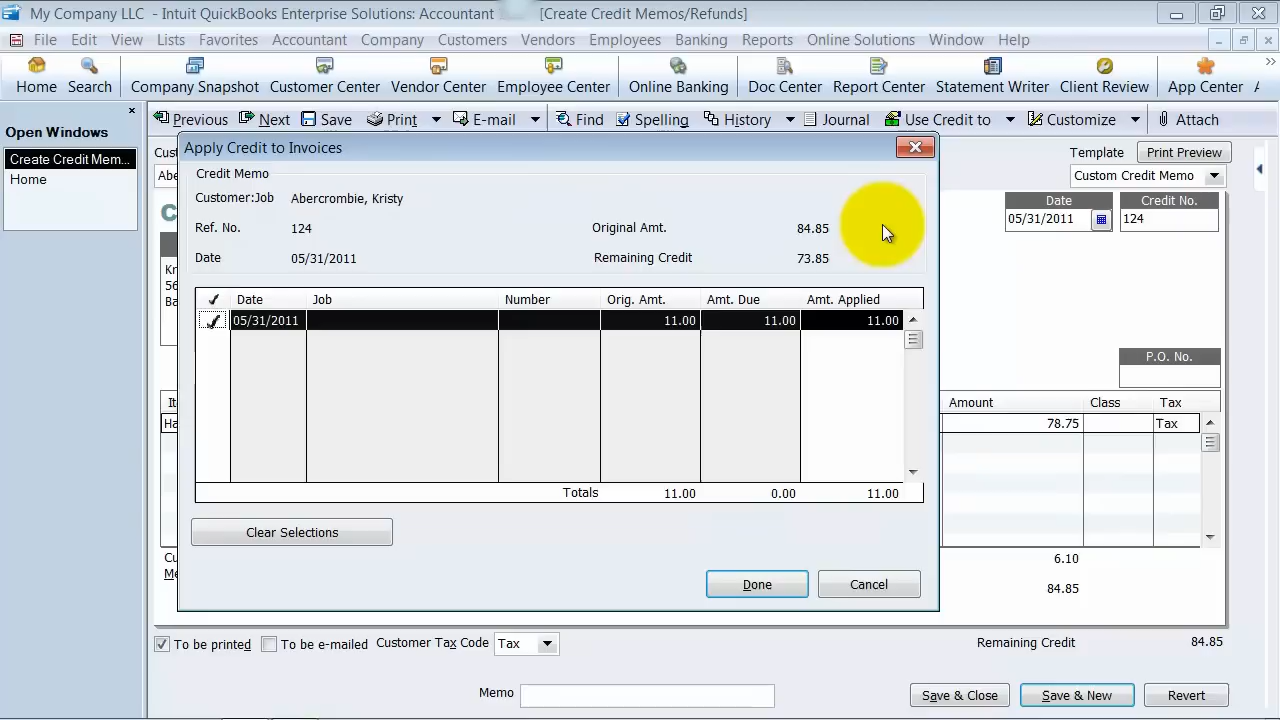 My Company LLC - Intuit QuickBooks Enterprise Solutions: Accountant [Create Credit Memos/Refunds]
File Edit View Lists Favorites Accountant Company Customers Vendors Employees Banking Reports Online Solutions Window Help
Home Search Company Snapshot Customer Center Vendor Center Employee Center Online Banking Doc Center Report Center Statement Writer Client Review App Center
Open Windows
Create Credit Mem...
Home
Previous Next Save Print E-mail Find Spelling History Journal Use Credit to Customize Attach
Template Print Preview
Custom Credit Memo
Date Credit No.
05/31/2011 124
P.O. No.
Amount Class Tax
78.75 Tax
6.10
84.85
Apply Credit to Invoices
Credit Memo
Customer:Job Abercrombie, Kristy
Ref. No. 124 Original Amt. 84.85
Date 05/31/2011 Remaining Credit 73.85
Date Job Number Orig. Amt. Amt. Due Amt. Applied
05/31/2011 11.00 11.00 11.00
Totals 11.00 0.00 11.00
Clear Selections
Done Cancel
To be printed To be e-mailed Customer Tax Code Tax Remaining Credit 84.85
Memo Save & Close Save & New Revert